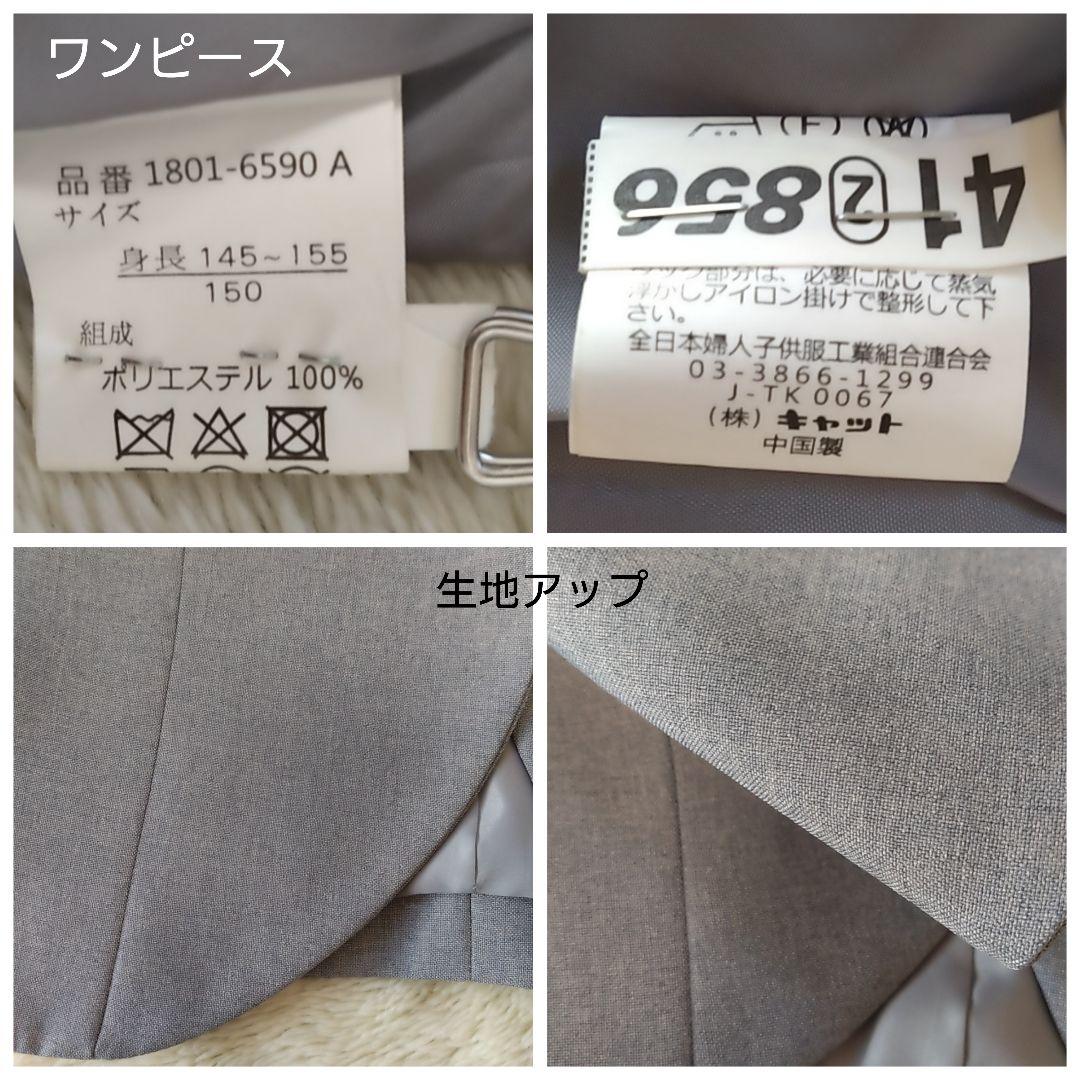 ワンピース
品番 1801-6590 A
サイズ
身長 145~155
150
組成
ポリエステル 100%
(F) (W)
41②856
部分は、必要に応じて蒸気
浮かしアイロン掛けで整形して下
さい。
全日本婦人子供服工業組合連合会
03-3866-1299
J-TK 0067
(株) キャット
中国製
生地アップ